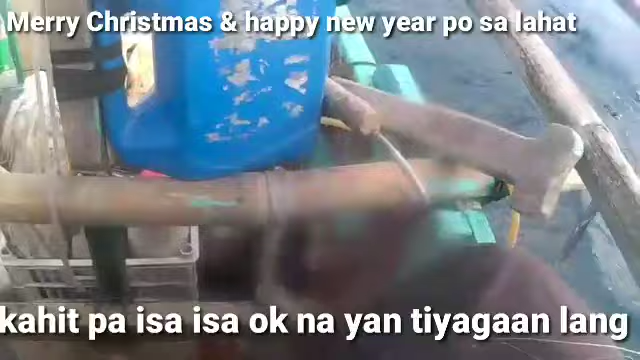 Merry Christmas & happy new year po sa lahat
kahit pa isa isa ok na yan tiyagaan lang